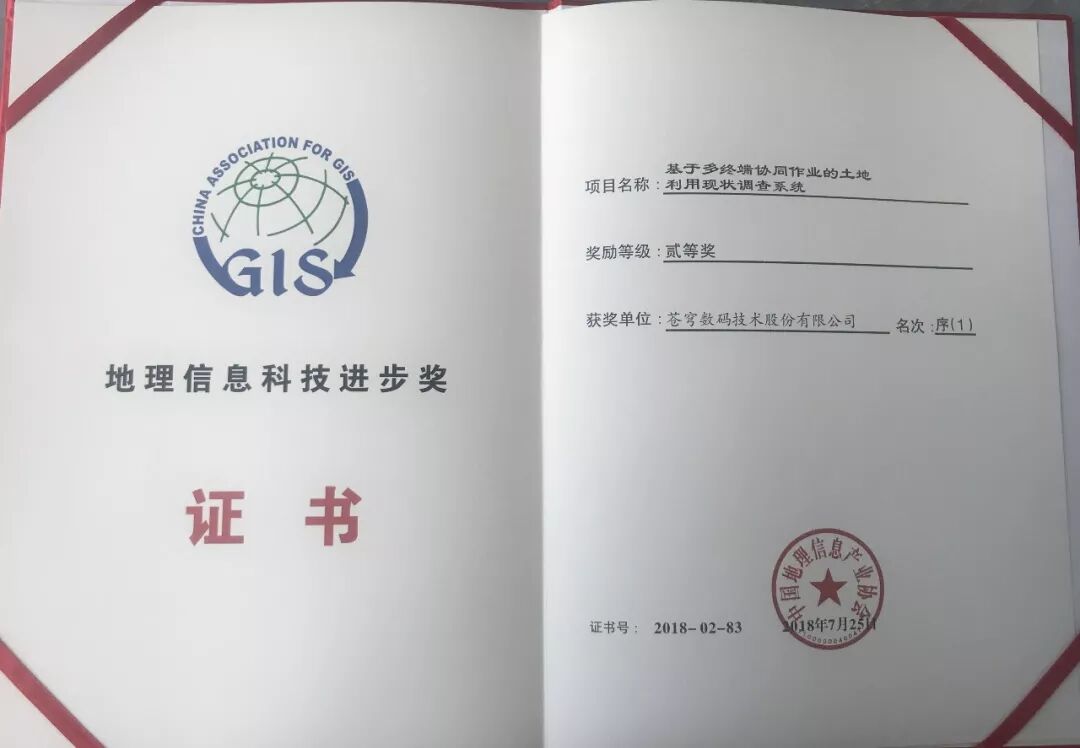 CHINA ASSOCIATION FOR GIS
GIS
地理信息科技进步奖
证书
项目名称：基于多终端协同作业的土地
利用现状调查系统
奖励等级：贰等奖
获奖单位：苍穹数码技术股份有限公司 名次：序(1)
中国地理信息产业协会
证书号： 2018-02-83
2018年7月25日